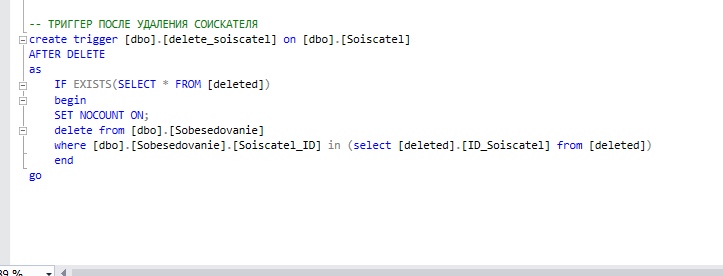 -- ТРИГГЕР ПОСЛЕ УДАЛЕНИЯ СОИСКАТЕЛЯ
create trigger [dbo].[delete_soiscatel] on [dbo].[Soiscatel]
AFTER DELETE
as
IF EXISTS(SELECT * FROM [deleted])
begin
SET NOCOUNT ON;
delete from [dbo].[Sobesedovanie]
where [dbo].[Sobesedovanie].[Soiscatel_ID] in (select [deleted].[ID_Soiscatel] from [deleted])
end
go